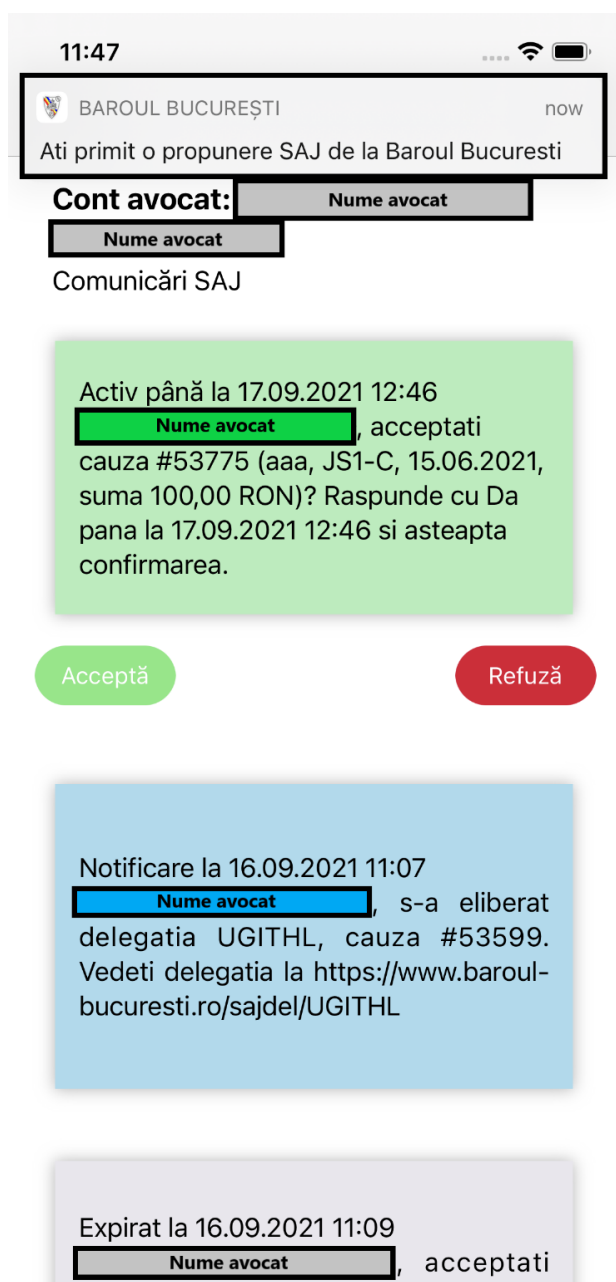 11:47
BAROUL BUCUREȘTI now
Ati primit o propunere SAJ de la Baroul Bucuresti
Cont avocat: Nume avocat
Nume avocat
Comunicări SAJ
Activ până la 17.09.2021 12:46
Nume avocat, acceptati
cauza #53775 (aaa, JS1-C, 15.06.2021,
suma 100,00 RON)? Raspunde cu Da
pana la 17.09.2021 12:46 si asteapta
confirmarea.
Acceptă Refuză
Notificare la 16.09.2021 11:07
Nume avocat, s-a eliberat
delegatia UGITHL, cauza #53599.
Vedeti delegatia la https://www.baroul-
bucuresti.ro/sajdel/UGITHL
Expirat la 16.09.2021 11:09
Nume avocat, acceptati